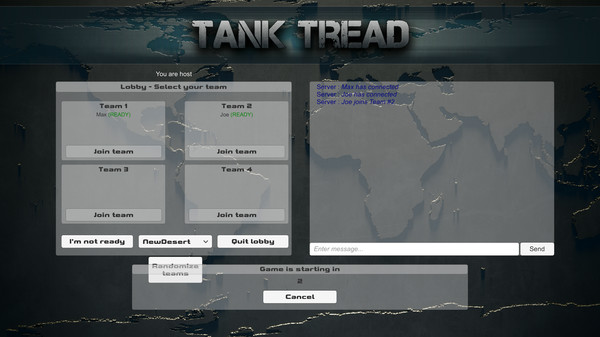 TANK TREAD
You are host
Lobby - Select your team
Team 1
Max (READY)
Join team
Team 2
Joe (READY)
Join team
Team 3
Join team
Team 4
Join team
I'm not ready
NewDesert
Quit lobby
Randomize
teams
Server : Max has connected
Server : Joe has connected
Server : Joe joins Team #2
Enter message...
Send
Game is starting in
2
Cancel